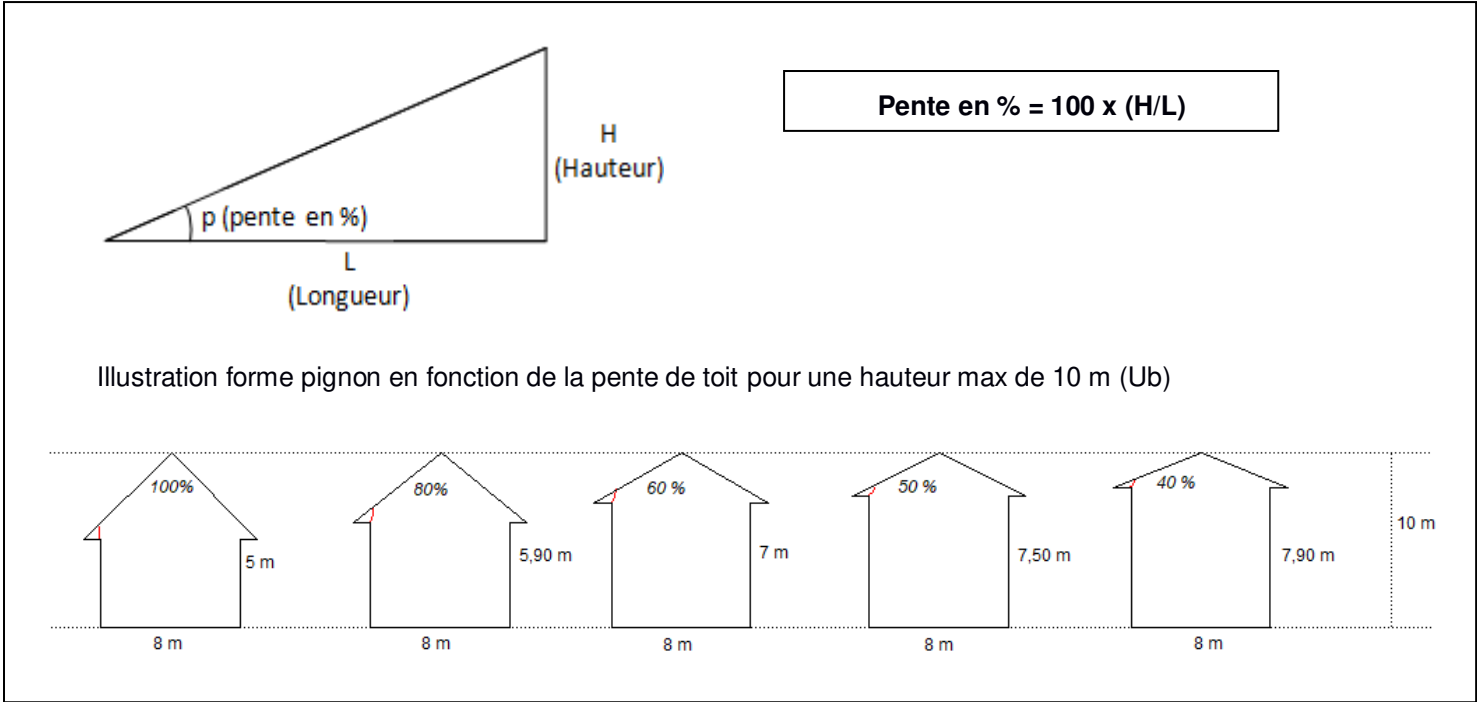 Pente en % = 100 x (H/L)
H
(Hauteur)
p (pente en %)
L
(Longueur)
Illustration forme pignon en fonction de la pente de toit pour une hauteur max de 10 m (Ub)
100%
80%
60 %
50 %
40 %
10 m
5 m
5,90 m
7 m
7,50 m
7,90 m
8 m
8 m
8 m
8 m
8 m